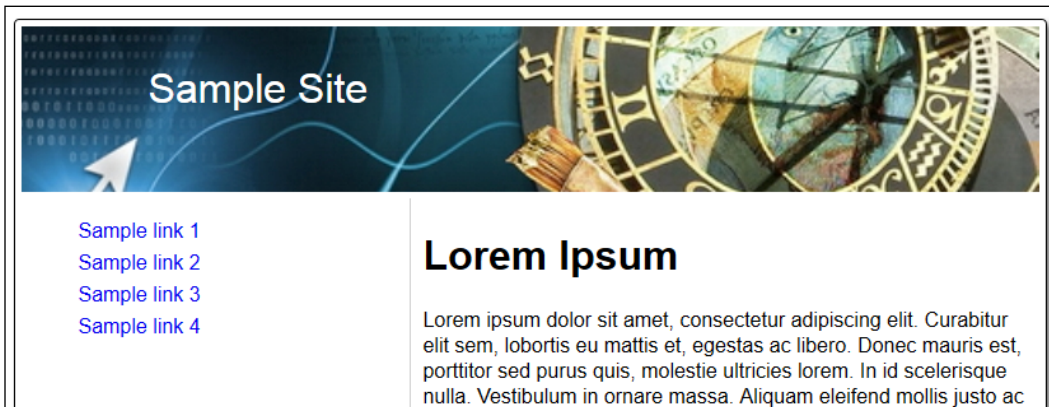 Sample Site
Sample link 1
Sample link 2
Sample link 3
Sample link 4
Lorem Ipsum
Lorem ipsum dolor sit amet, consectetur adipiscing elit. Curabitur
elit sem, lobortis eu mattis et, egestas ac libero. Donec mauris est,
porttitor sed purus quis, molestie ultricies lorem. In id scelerisque
nulla. Vestibulum in ornare massa. Aliquam eleifend mollis justo ac